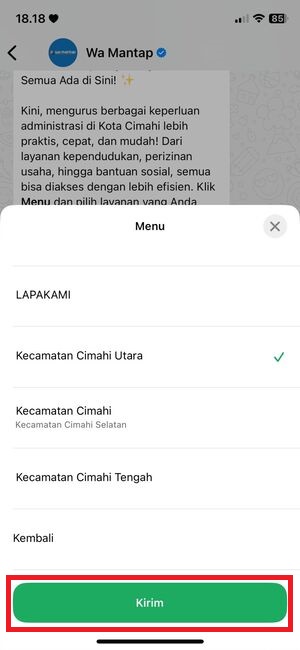 18.18
85
Wa Mantap
Semua Ada di Sini! ✨
Kini, mengurus berbagai keperluan
administrasi di Kota Cimahi lebih
praktis, cepat, dan mudah! Dari
layanan kependudukan, perizinan
usaha, hingga bantuan sosial, semua
bisa diakses dengan lebih efisien. Klik
Menu dan pilih layanan yang Anda
Menu
LAPAKAMI
Kecamatan Cimahi Utara
Kecamatan Cimahi
Kecamatan Cimahi Selatan
Kecamatan Cimahi Tengah
Kembali
Kirim